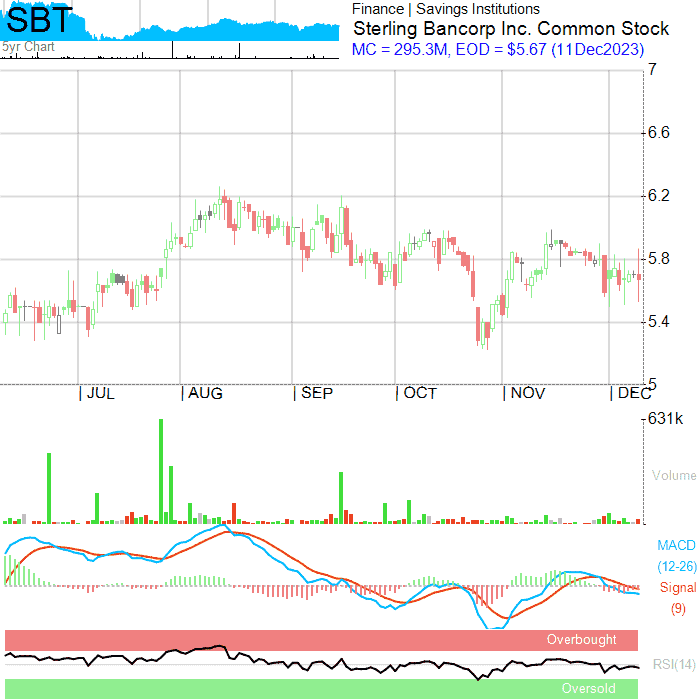 SBT
5yr Chart
Finance | Savings Institutions
Sterling Bancorp Inc. Common Stock
MC = 295.3M, EOD = $5.67 (11Dec2023)
7
6.6
6.2
5.8
5.4
5
| JUL | AUG | SEP | OCT | NOV | DEC
631k
Volume
MACD
(12-26)
Signal
(9)
Overbought
RSI(14)
Oversold